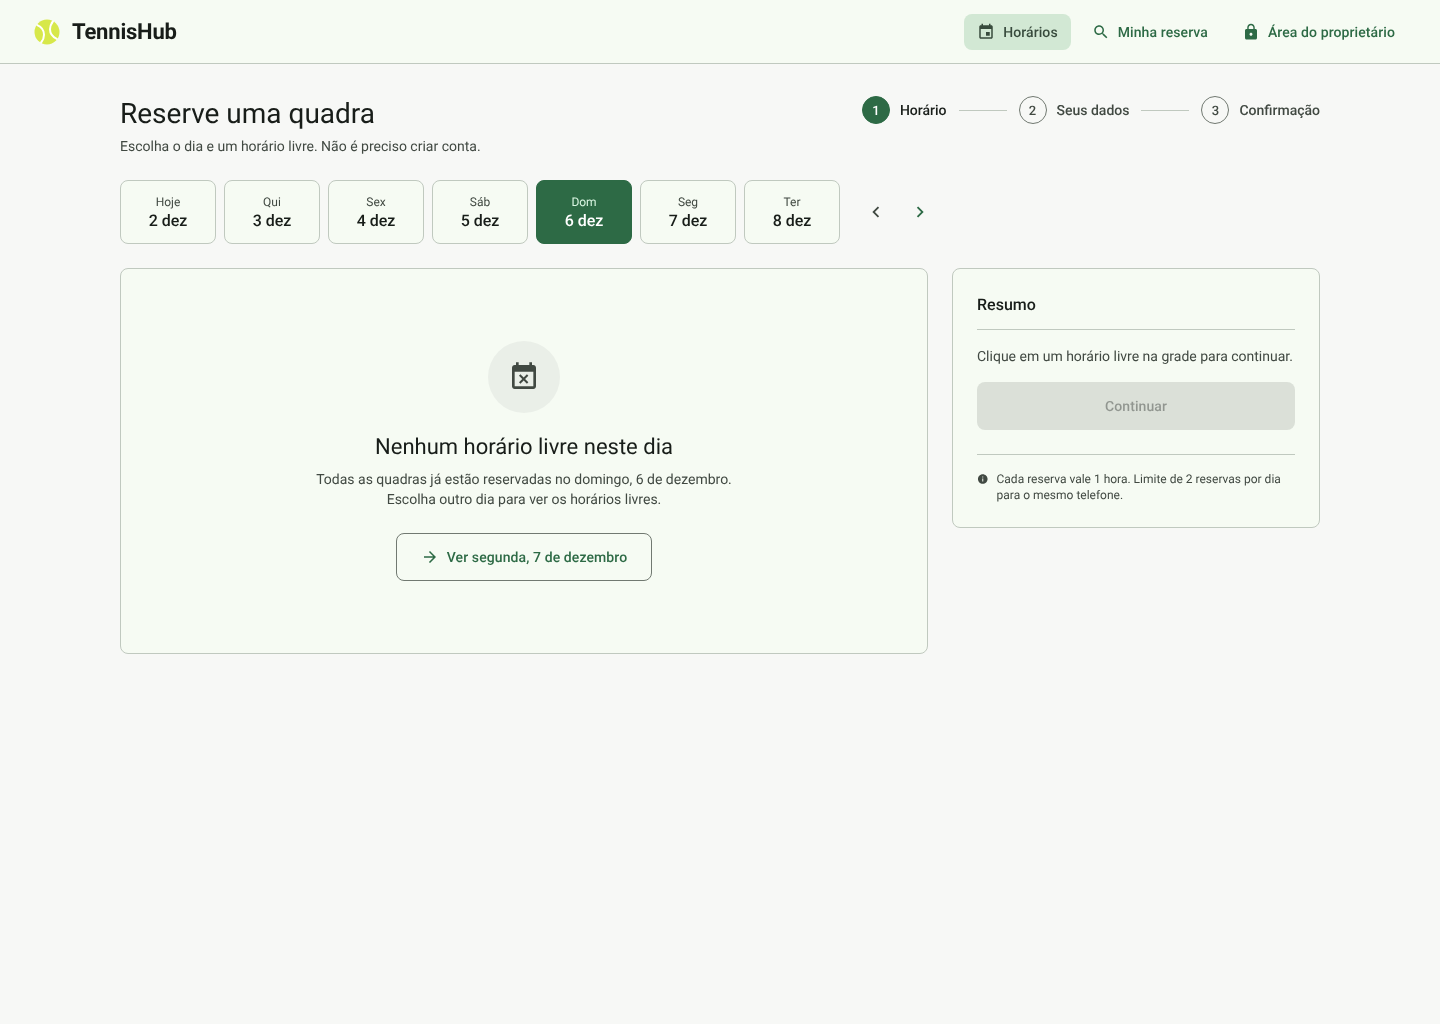 TennisHub
Horários
Minha reserva
Área do proprietário
Reserve uma quadra
Escolha o dia e um horário livre. Não é preciso criar conta.
1 Horário
2 Seus dados
3 Confirmação
Hoje
2 dez
Qui
3 dez
Sex
4 dez
Sáb
5 dez
Dom
6 dez
Seg
7 dez
Ter
8 dez
Nenhum horário livre neste dia
Todas as quadras já estão reservadas no domingo, 6 de dezembro.
Escolha outro dia para ver os horários livres.
Ver segunda, 7 de dezembro
Resumo
Clique em um horário livre na grade para continuar.
Continuar
Cada reserva vale 1 hora. Limite de 2 reservas por dia
para o mesmo telefone.